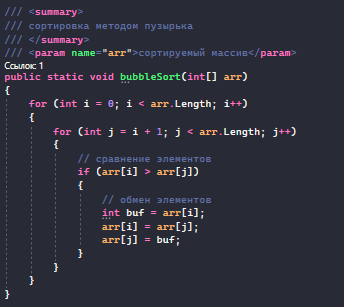 /// <summary>
/// сортировка методом пузырька
/// </summary>
/// <param name="arr">сортируемый массив</param>
Ссылок: 1
public static void bubbleSort(int[] arr)
{
    for (int i = 0; i < arr.Length; i++)
    {
        for (int j = i + 1; j < arr.Length; j++)
        {
            // сравнение элементов
            if (arr[i] > arr[j])
            {
                // обмен элементов
                int buf = arr[i];
                arr[i] = arr[j];
                arr[j] = buf;
            }
        }
    }
}